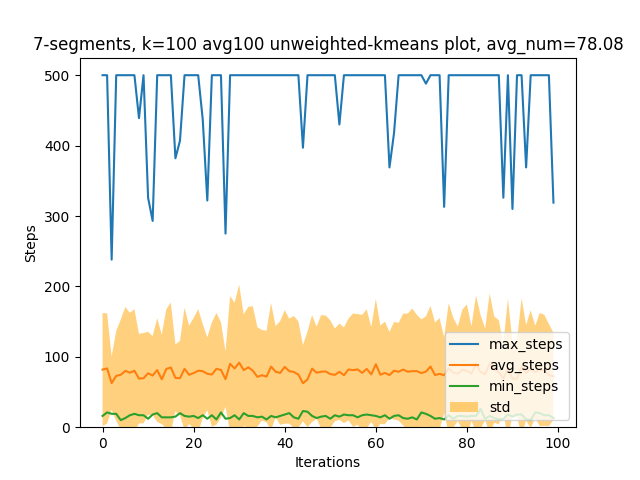 7-segments, k=100 avg100 unweighted-kmeans plot, avg_num=78.08
500
400
300
200
100
0
Steps
max_steps
avg_steps
min_steps
std
0
20
40
60
80
100
Iterations